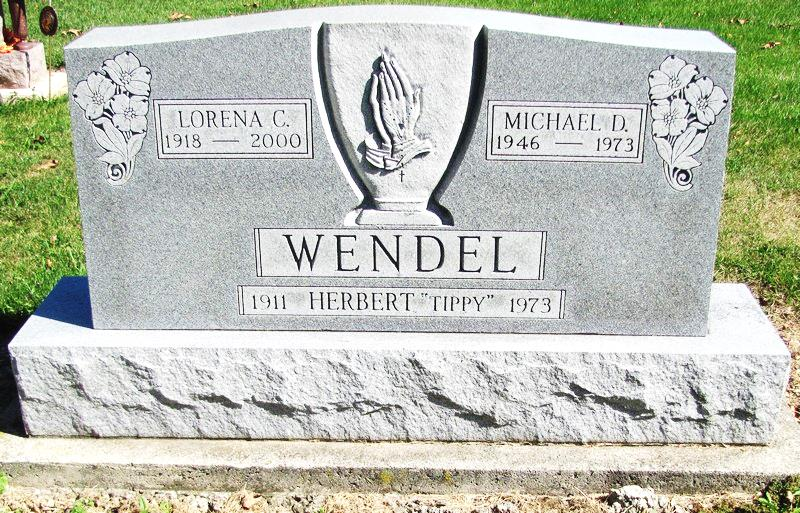 LORENA C.
1918 — 2000
MICHAEL D.
1946 — 1973
WENDEL
1911 HERBERT "TIPPY" 1973